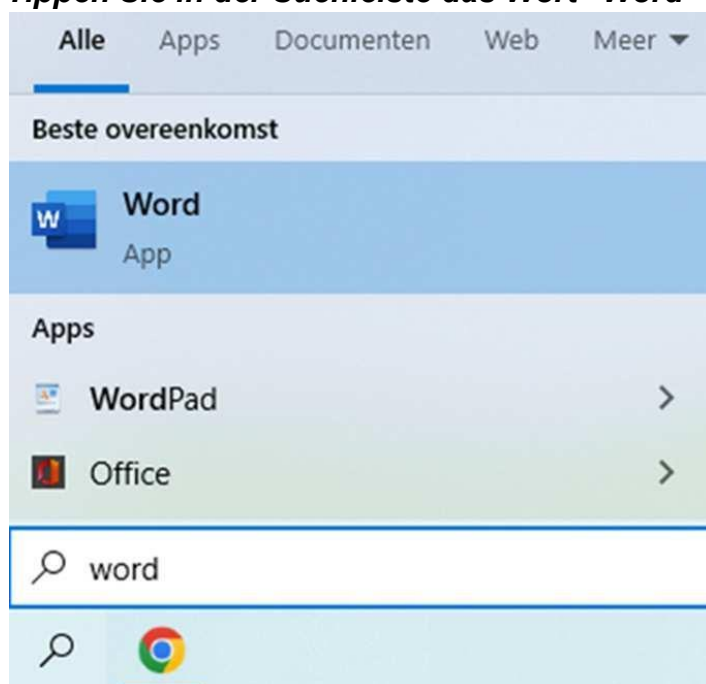 Alle Apps Documenten Web Meer
Beste overeenkomst
W Word
App
Apps
WordPad
Office
word